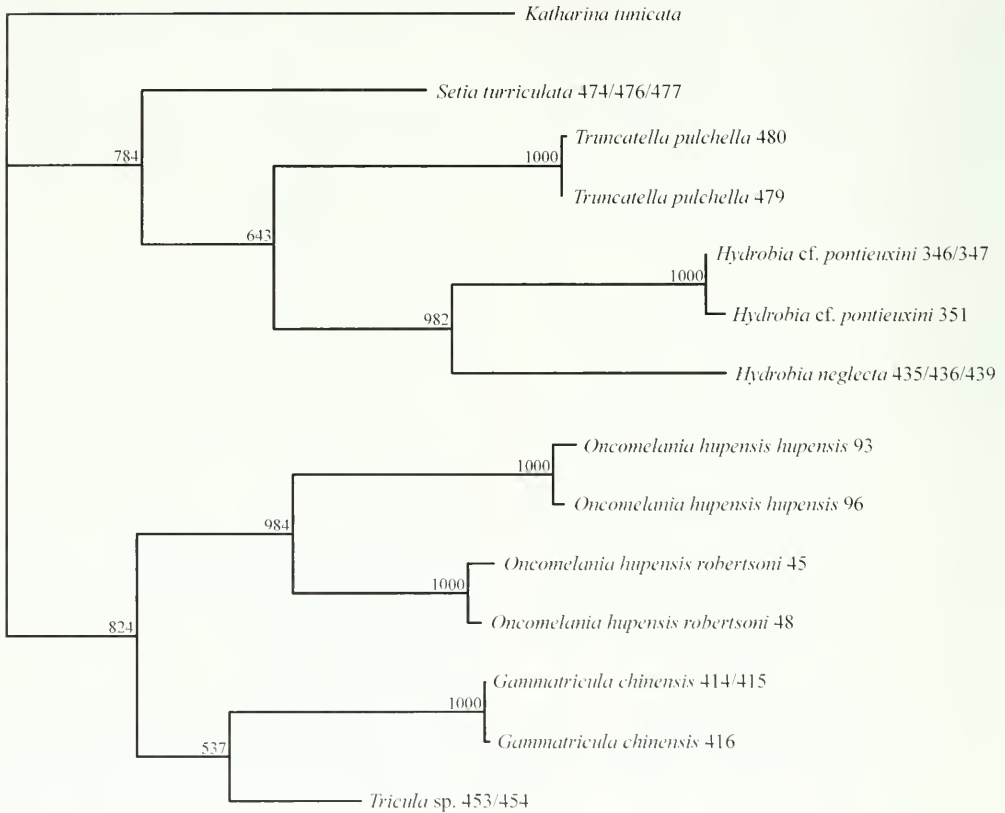 Katharina tunicata
Setia turriculata 474/476/477
Truncatella pulchella 480
1000
784
Truncatella pulchella 479
643
Hydrobia cf. pontieuxini 346/347
1000
Hydrobia cf. pontieuxini 351
982
Hydrobia neglecta 435/436/439
Oncomelania hupensis hupensis 93
1000
Oncomelania hupensis hupensis 96
984
Oncomelania hupensis robertsoni 45
1000
Oncomelania hupensis robertsoni 48
824
Gammatricula chinensis 414/415
1000
Gammatricula chinensis 416
537
Tricula sp. 453/454